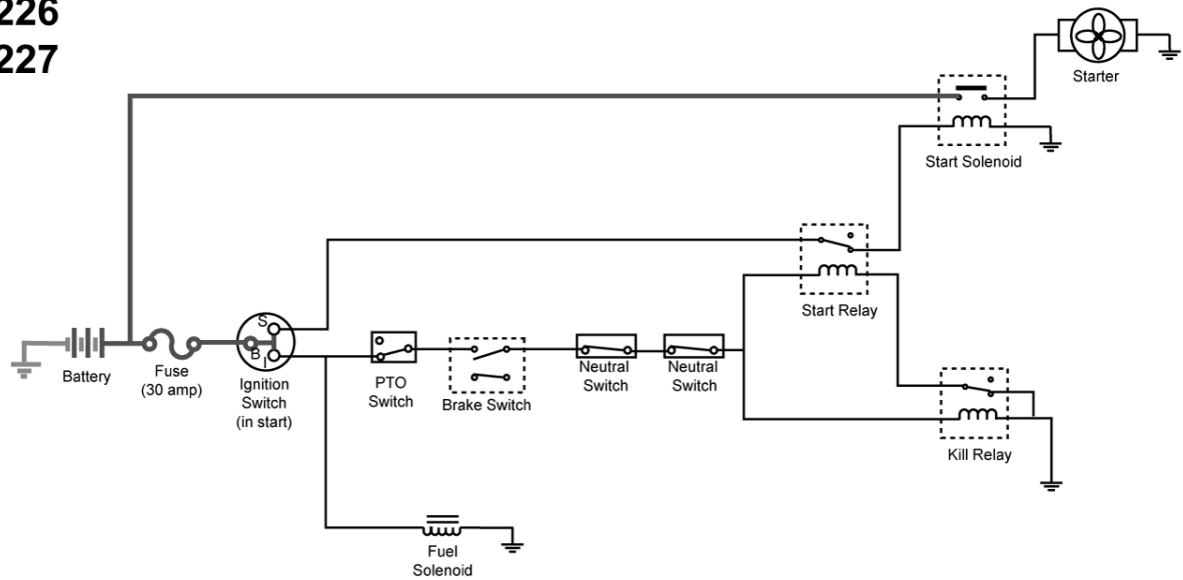 226
227
Starter
Start Solenoid
Start Relay
S
B
I
Battery
Fuse
(30 amp)
Ignition
Switch
(in start)
PTO
Switch
Brake Switch
Neutral
Switch
Neutral
Switch
Kill Relay
Fuel
Solenoid